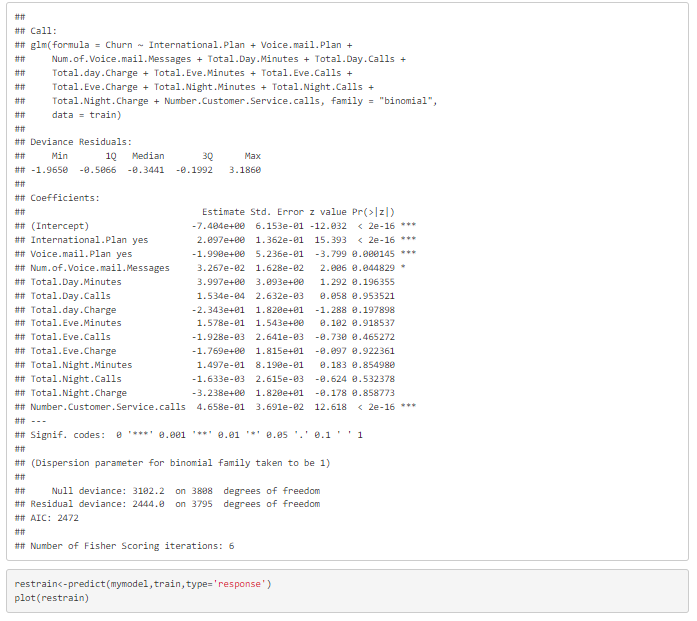 ##
## Call:
## glm(formula = Churn ~ International.Plan + Voice.mail.Plan +
##     Num.of.Voice.mail.Messages + Total.Day.Minutes + Total.Day.Calls +
##     Total.day.Charge + Total.Eve.Minutes + Total.Eve.Calls +
##     Total.Eve.Charge + Total.Night.Minutes + Total.Night.Calls +
##     Total.Night.Charge + Number.Customer.Service.calls, family = "binomial",
##     data = train)
##
## Deviance Residuals:
##     Min       1Q   Median       3Q      Max
## -1.9650  -0.5066  -0.3441  -0.1992   3.1860
##
## Coefficients:
##                                 Estimate Std. Error z value Pr(>|z|)
## (Intercept)                   -7.404e+00  6.153e-01 -12.032  < 2e-16 ***
## International.Plan yes         2.097e+00  1.362e-01  15.393  < 2e-16 ***
## Voice.mail.Plan yes           -1.990e+00  5.236e-01  -3.799 0.000145 ***
## Num.of.Voice.mail.Messages     3.267e-02  1.628e-02   2.006 0.044829 *
## Total.Day.Minutes              3.997e+00  3.093e+00   1.292 0.196355
## Total.Day.Calls                1.534e-04  2.632e-03   0.058 0.953521
## Total.day.Charge              -2.343e+01  1.820e+01  -1.288 0.197898
## Total.Eve.Minutes              1.578e-01  1.543e+00   0.102 0.918537
## Total.Eve.Calls               -1.928e-03  2.641e-03  -0.730 0.465272
## Total.Eve.Charge              -1.769e+00  1.815e+01  -0.097 0.922361
## Total.Night.Minutes            1.497e-01  8.190e-01   0.183 0.854980
## Total.Night.Calls             -1.633e-03  2.615e-03  -0.624 0.532378
## Total.Night.Charge            -3.238e+00  1.820e+01  -0.178 0.858773
## Number.Customer.Service.calls  4.658e-01  3.691e-02  12.618  < 2e-16 ***
## ---
## Signif. codes:  0 '***' 0.001 '**' 0.01 '*' 0.05 '.' 0.1 ' ' 1
##
## (Dispersion parameter for binomial family taken to be 1)
##
##     Null deviance: 3102.2  on 3808  degrees of freedom
## Residual deviance: 2444.0  on 3795  degrees of freedom
## AIC: 2472
##
## Number of Fisher Scoring iterations: 6
restrain<-predict(mymodel,train,type='response')
plot(restrain)